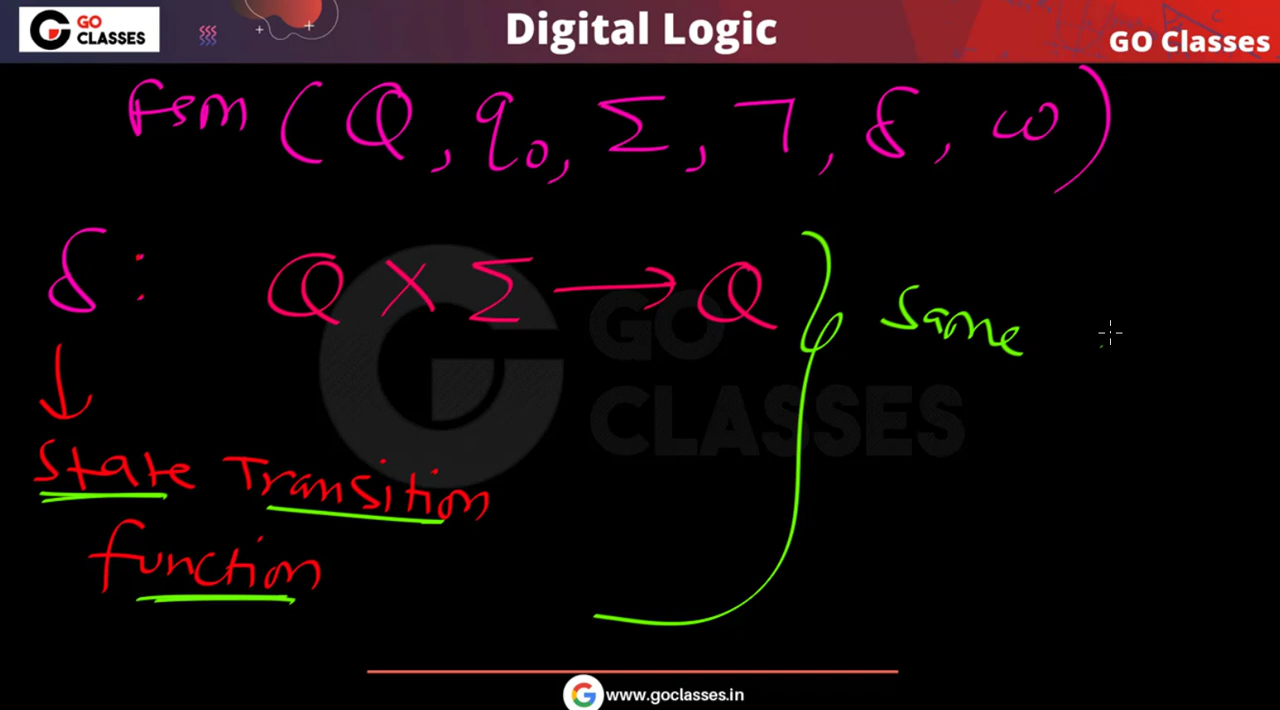 GO
CLASSES
Digital Logic
GO Classes
FSM (Q, q0, Σ, ㄱ, δ, ω)
δ: Q × Σ → Q } Same
↓
State Transition
function
GO
CLASSES
www.goclasses.in